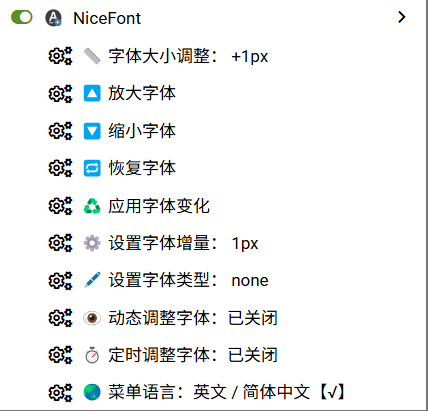 NiceFont
字体大小调整： +1px
放大字体
缩小字体
恢复字体
应用字体变化
设置字体增量： 1px
设置字体类型： none
动态调整字体：已关闭
定时调整字体：已关闭
菜单语言：英文 / 简体中文【√】